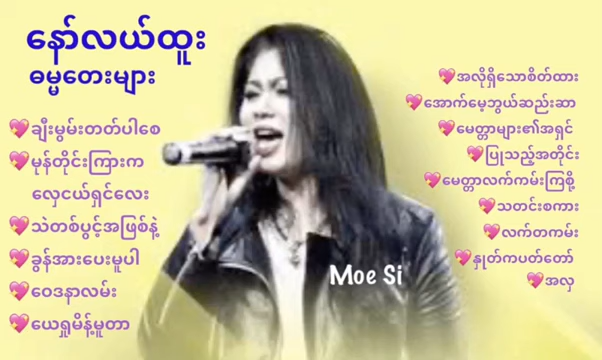 နော်လယ်ထူး
ဓမ္မတေးများ
ချီးမွမ်းတတ်ပါစေ
မုန်တိုင်းကြားက
လှေငယ်ရှင်လေး
သဲတစ်ပွင့်အဖြစ်နဲ့
ခွန်အားပေးမူပါ
ဝေဒနာလမ်း
ယေရှုမိန့်မူတာ
အလိုရှိသောစိတ်ထား
အောက်မေ့ဘွယ်ဆည်းဆာ
မေတ္တာများ၏အရှင်
ပြုသည့်အတိုင်း
မေတ္တာလက်ကမ်းကြစို့
သတင်းစကား
လက်တကမ်း
နှုတ်ကပတ်တော်
အလှ
Moe Si